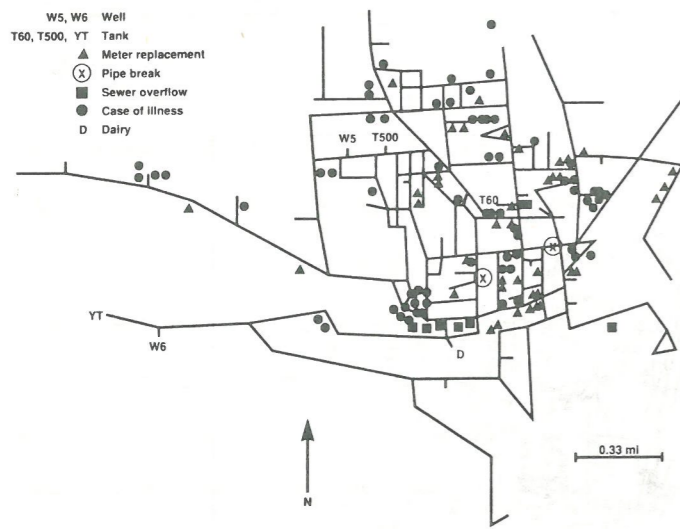 W5, W6 Well
T60, T500, YT Tank
Meter replacement
X Pipe break
Sewer overflow
Case of illness
D Dairy
W5 T500
T60
X
X
YT
W6
D
0.33 mi
N